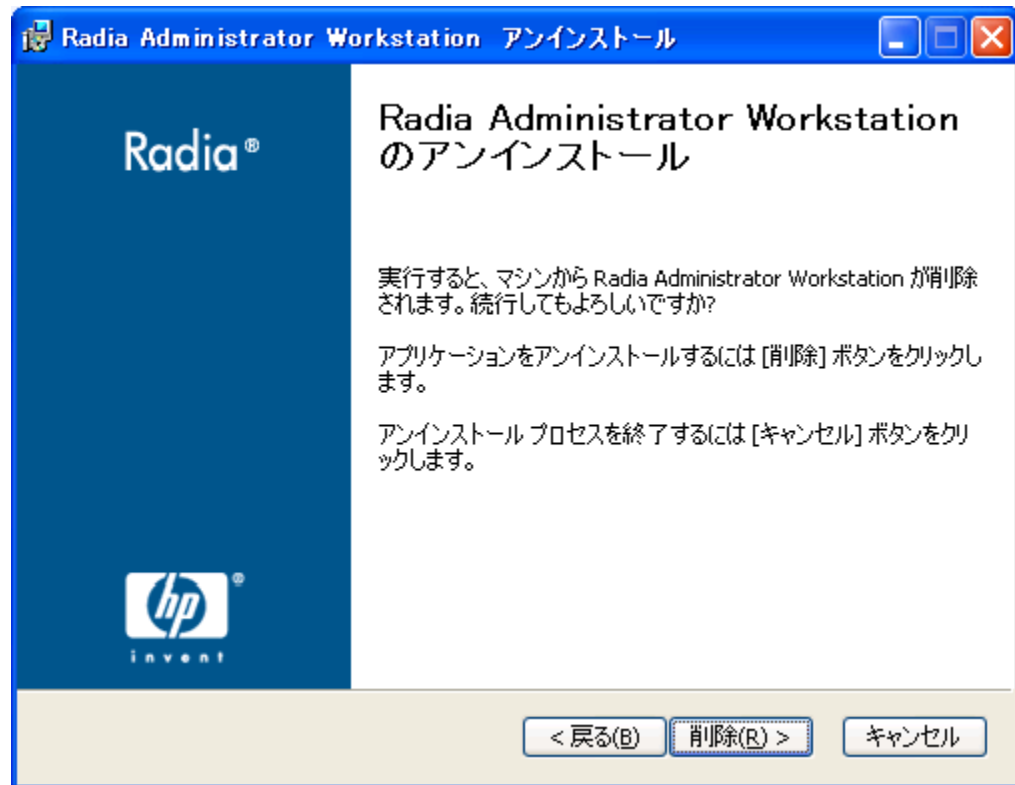 Radia Administrator Workstation アンインストール
Radia®
Radia Administrator Workstation
のアンインストール
実行すると、マシンから Radia Administrator Workstation が削除
されます。続行してもよろしいですか?
アプリケーションをアンインストールするには [削除] ボタンをクリックし
ます。
アンインストール プロセスを終了するには [キャンセル] ボタンをクリ
ックします。
hp®
invent
< 戻る(B)
削除(R) >
キャンセル